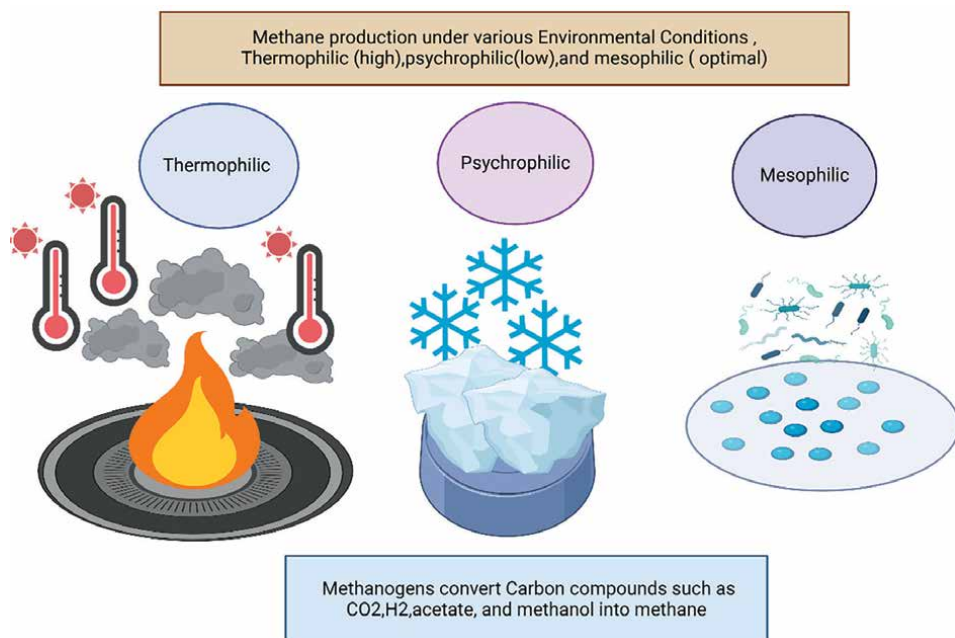 Methane production under various Environmental Conditions ,
Thermophilic (high),psychrophilic(low),and mesophilic ( optimal)
Thermophilic
Psychrophilic
Mesophilic
Methanogens convert Carbon compounds such as
CO2,H2,acetate, and methanol into methane